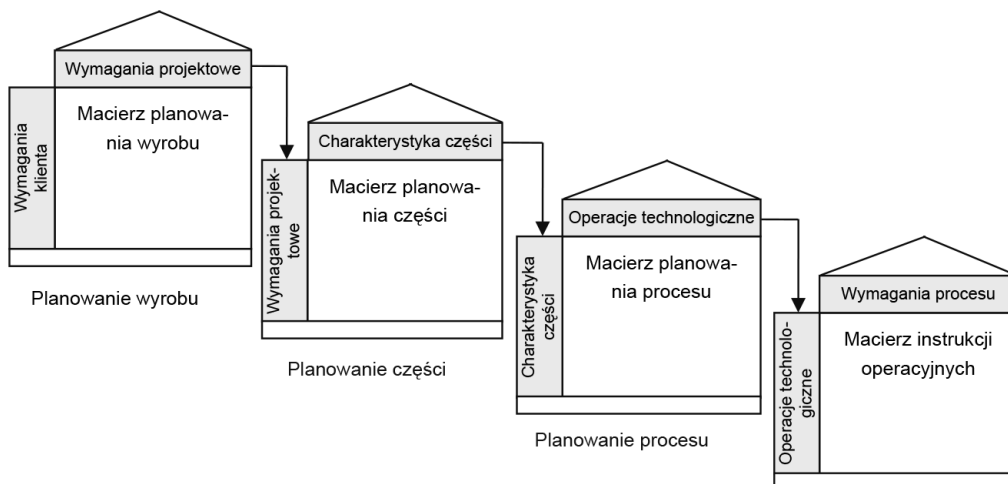 Wymagania projektowe
Wymagania
klienta
Macierz planowa-
nia wyrobu
Planowanie wyrobu
Charakterystyka części
Wymagania projek-
towe
Macierz planowa-
nia części
Planowanie części
Operacje technologiczne
Charakterystyka
części
Macierz planowa-
nia procesu
Planowanie procesu
Wymagania procesu
Operacje technolo-
giczne
Macierz instrukcji
operacyjnych